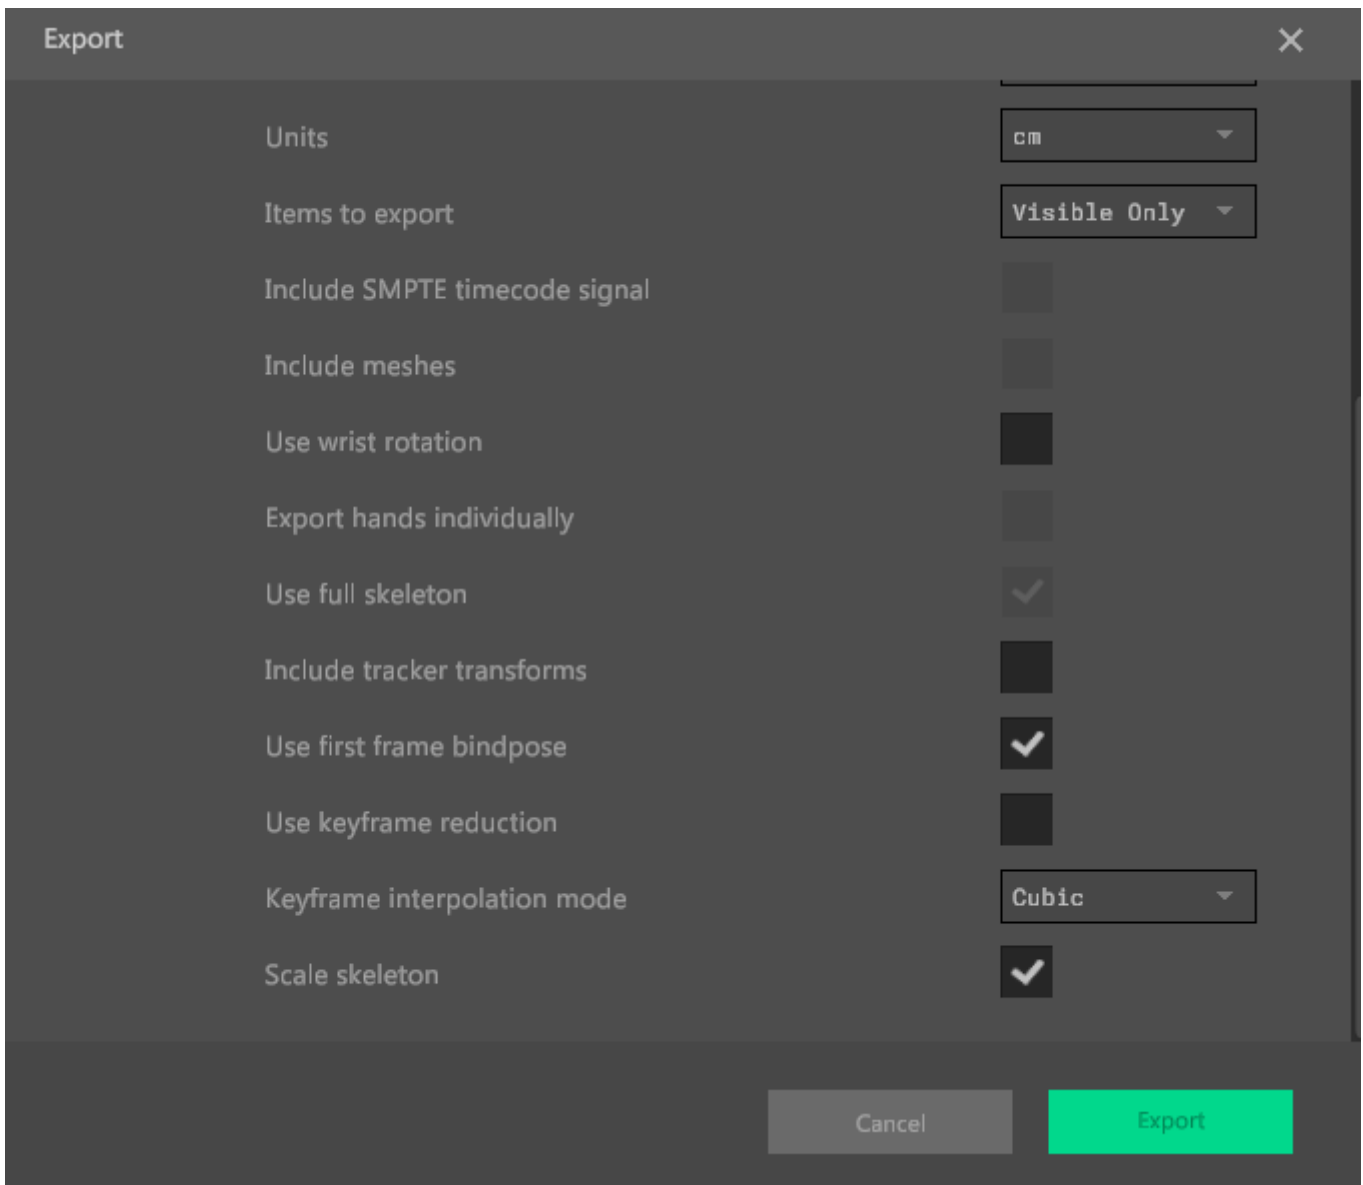 Export
Units
cm
Items to export
Visible Only
Include SMPTE timecode signal
Include meshes
Use wrist rotation
Export hands individually
Use full skeleton
Include tracker transforms
Use first frame bindpose
Use keyframe reduction
Keyframe interpolation mode
Cubic
Scale skeleton
Cancel
Export